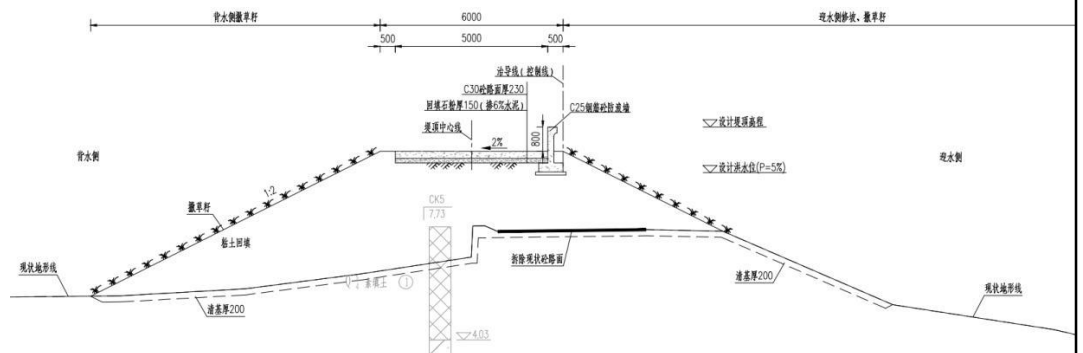 背水侧撒草籽
6000
迎水侧修坡、撒草籽
500
5000
500
治导线(控制线)
C30砼路面厚230
回填石粉厚150(掺6%水泥)
C25钢筋砼防浪墙
堤顶中心线
800
设计堤顶高程
2%
背水侧
迎水侧
设计洪水位(P=5%)
1:2
CK5
7.73
撒草籽
粘土回填
拆除现状砼路面
清基厚200
现状地形线
素填土 ①
现状地形线
清基厚200
4.03